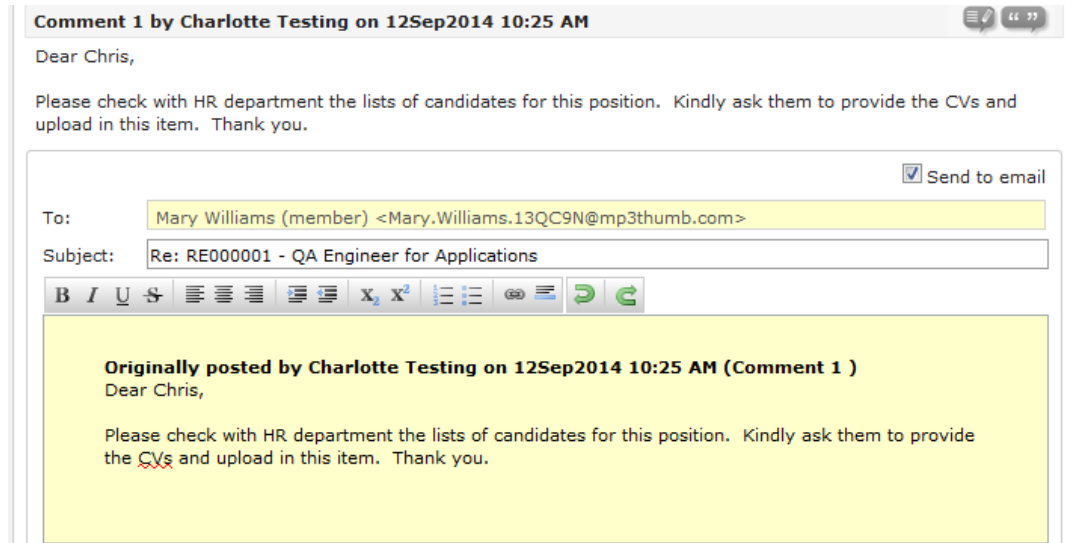 Comment 1 by Charlotte Testing on 12Sep2014 10:25 AM
Dear Chris,
Please check with HR department the lists of candidates for this position.  Kindly ask them to provide the CVs and
upload in this item.  Thank you.
Send to email
To: Mary Williams (member) <Mary.Williams.13QC9N@mp3thumb.com>
Subject: Re: RE000001 - QA Engineer for Applications
B I U S X2 X2
Originally posted by Charlotte Testing on 12Sep2014 10:25 AM (Comment 1 )
Dear Chris,
Please check with HR department the lists of candidates for this position.  Kindly ask them to provide
the CVs and upload in this item.  Thank you.